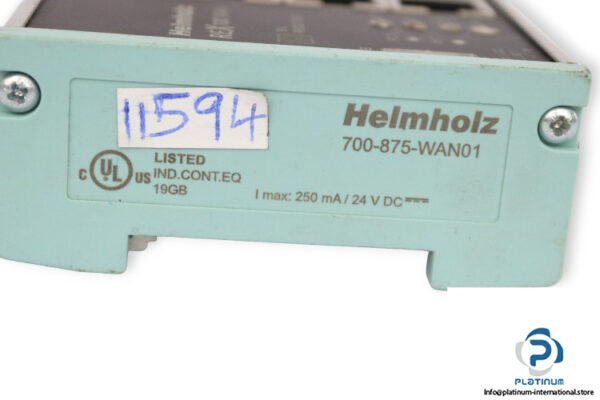 Helmholz
11594
Helmholz
700-875-WAN01
C UL US
LISTED
IND.CONT.EQ
19GB
I max: 250 mA / 24 V DC
PLATINUM
Info@platinum-international.store